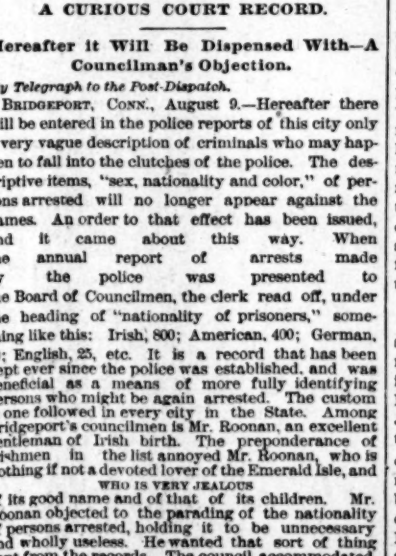 A CURIOUS COURT RECORD.
Hereafter it Will Be Dispensed With—A
Councilman's Objection.
y Telegraph to the Post-Dispatch.
BRIDGEPORT, CONN., August 9.—Hereafter there
ill be entered in the police reports of this city only
very vague description of criminals who may hap-
en to fall into the clutches of the police. The des-
riptive items, "sex, nationality and color," of per-
ons arrested will no longer appear against the
ames. An order to that effect has been issued,
nd it came about this way. When
e annual report of arrests made
y the police was presented to
e Board of Councilmen, the clerk read off, under
e heading of "nationality of prisoners," some-
ing like this: Irish, 800; American, 400; German,
; English, 25, etc. It is a record that has been
ept ever since the police was established, and was
eneficial as a means of more fully identifying
ersons who might be again arrested. The custom
one followed in every city in the State. Among
ridgeport's councilmen is Mr. Roonan, an excellent
entleman of Irish birth. The preponderance of
ishmen in the list annoyed Mr. Roonan, who is
othing if not a devoted lover of the Emerald Isle, and
WHO IS VERY JEALOUS
f its good name and of that of its children. Mr.
oonan objected to the parading of the nationality
f persons arrested, holding it to be unnecessary
nd wholly useless. He wanted that sort of thing
from the records. The council accommodated